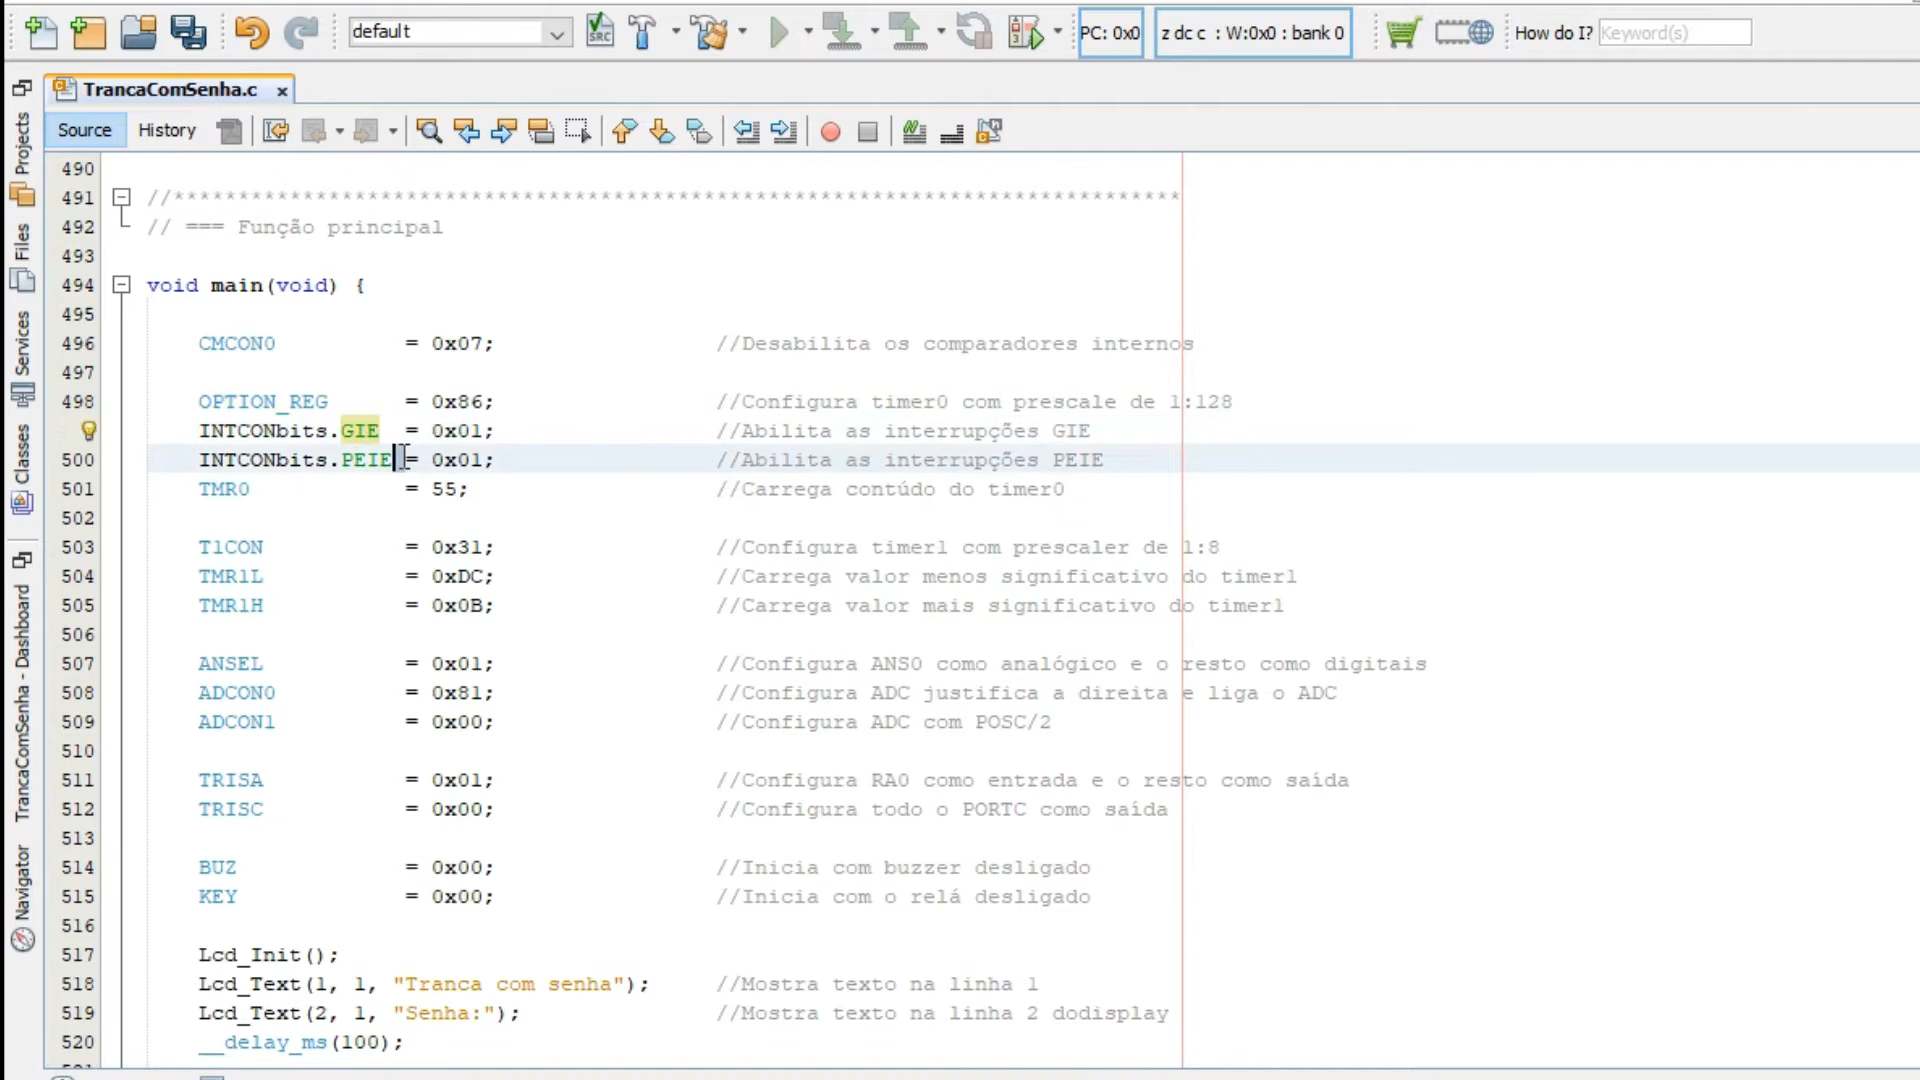 default
PC: 0x0
z dc c : W:0x0 : bank 0
How do I?
Keyword(s)
TrancaComSenha.c
Source
History
Projects
Files
Services
Classes
TrancaComSenha - Dashboard
Navigator
490
491 //*******************************************************************************
492 // === Função principal
493
494 void main(void) {
495
496 CMCON0 = 0x07; //Desabilita os comparadores internos
497
498 OPTION_REG = 0x86; //Configura timer0 com prescale de 1:128
INTCONbits.GIE = 0x01; //Abilita as interrupções GIE
500 INTCONbits.PEIE = 0x01; //Abilita as interrupções PEIE
501 TMR0 = 55; //Carrega contúdo do timer0
502
503 T1CON = 0x31; //Configura timer1 com prescaler de 1:8
504 TMR1L = 0xDC; //Carrega valor menos significativo do timer1
505 TMR1H = 0x0B; //Carrega valor mais significativo do timer1
506
507 ANSEL = 0x01; //Configura ANS0 como analógico e o resto como digitais
508 ADCON0 = 0x81; //Configura ADC justifica a direita e liga o ADC
509 ADCON1 = 0x00; //Configura ADC com POSC/2
510
511 TRISA = 0x01; //Configura RA0 como entrada e o resto como saída
512 TRISC = 0x00; //Configura todo o PORTC como saída
513
514 BUZ = 0x00; //Inicia com buzzer desligado
515 KEY = 0x00; //Inicia com o relá desligado
516
517 Lcd_Init();
518 Lcd_Text(1, 1, "Tranca com senha"); //Mostra texto na linha 1
519 Lcd_Text(2, 1, "Senha:"); //Mostra texto na linha 2 dodisplay
520 __delay_ms(100);